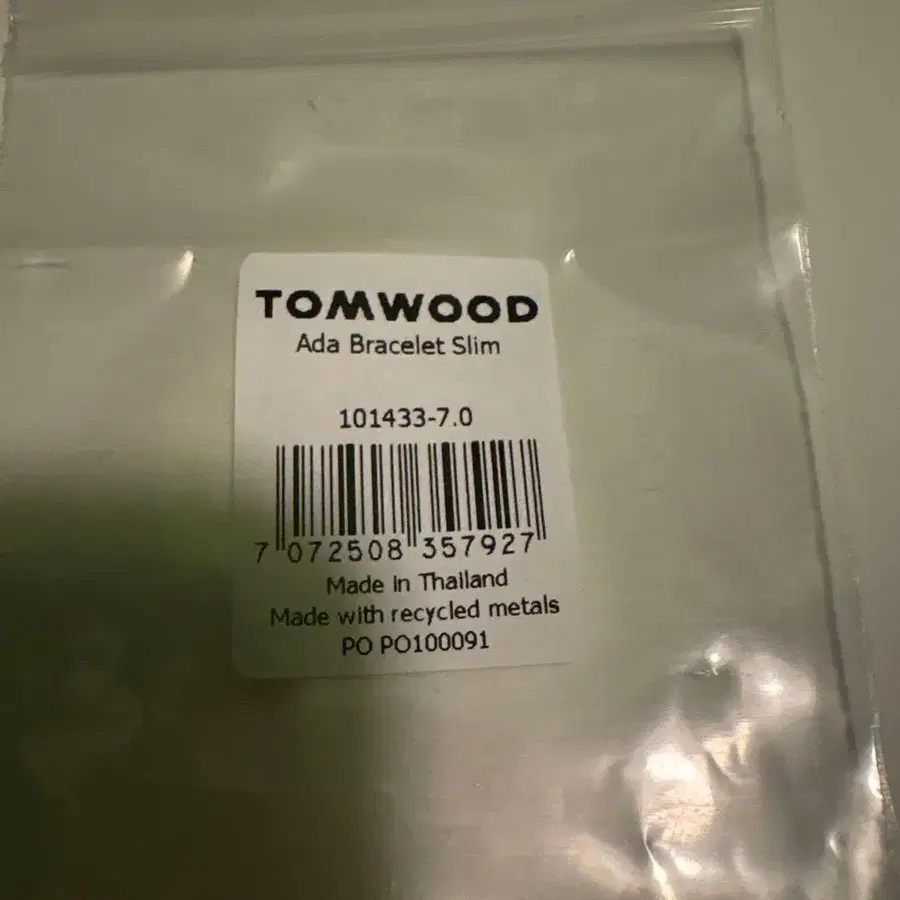 TOMWOOD
Ada Bracelet Slim
101433-7.0
7 072508 357927
Made in Thailand
Made with recycled metals
PO PO100091